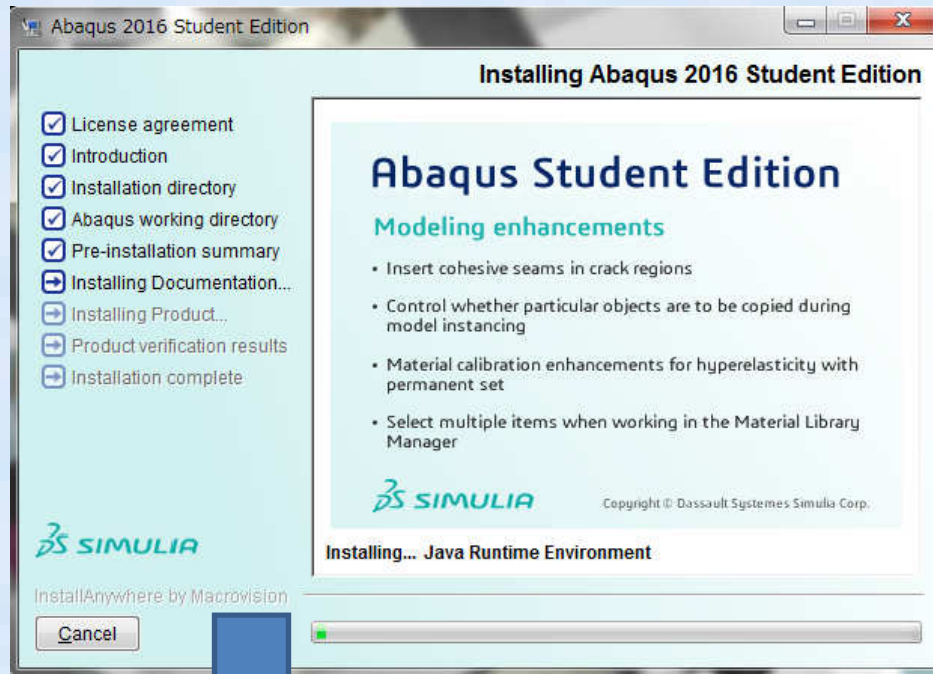 Abaqus 2016 Student Edition
Installing Abaqus 2016 Student Edition
License agreement
Introduction
Installation directory
Abaqus working directory
Pre-installation summary
Installing Documentation...
Installing Product...
Product verification results
Installation complete
Abaqus Student Edition
Modeling enhancements
• Insert cohesive seams in crack regions
• Control whether particular objects are to be copied during
model instancing
• Material calibration enhancements for hyperelasticity with
permanent set
• Select multiple items when working in the Material Library
Manager
DS SIMULIA
Copyright © Dassault Systemes Simulia Corp.
DS SIMULIA
Installing... Java Runtime Environment
InstallAnywhere by Macrovision
Cancel